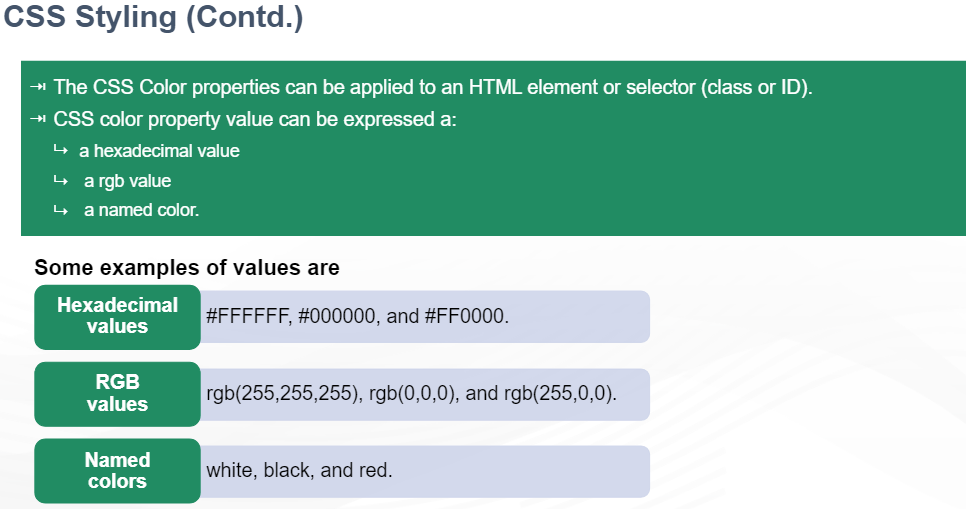 CSS Styling (Contd.)
The CSS Color properties can be applied to an HTML element or selector (class or ID).
CSS color property value can be expressed a:
a hexadecimal value
a rgb value
a named color.
Some examples of values are
Hexadecimal
values
#FFFFFF, #000000, and #FF0000.
RGB
values
rgb(255,255,255), rgb(0,0,0), and rgb(255,0,0).
Named
colors
white, black, and red.